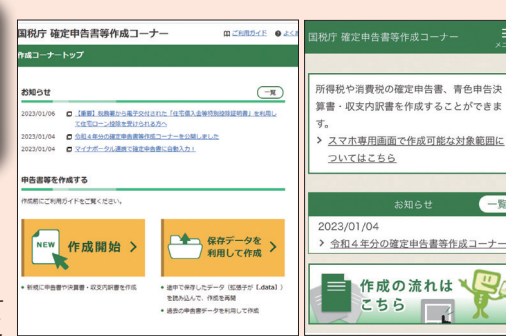 国税庁 確定申告書等作成コーナー
ご利用ガイド
よく
作成コーナートップ
お知らせ
一覧
2023/01/06 【重要】税務署から電子交付された「住宅借入金等特別控除証明書」を利用し
て住宅ローン控除を受けられる方へ
2023/01/04 令和4年分の確定申告書等作成コーナーを公開しました
2023/01/04 マイナポータル連携で確定申告書に自動入力!
申告書等を作成する
作成前にご利用ガイドをご覧ください。
NEW 作成開始
保存データを
利用して作成
• 新規に申告書や決算書・収支内訳書を作成
• 途中で保存したデータ(拡張子が「.data」)
を読み込んで、作成を再開
• 過去の申告書データを利用して作成
国税庁 確定申告書等作成コーナー
メニ
所得税や消費税の確定申告書、青色申告決
算書・収支内訳書を作成することができま
す。
スマホ専用画面で作成可能な対象範囲に
ついてはこちら
お知らせ
一覧
2023/01/04
令和4年分の確定申告書等作成コーナー
作成の流れは
こちら